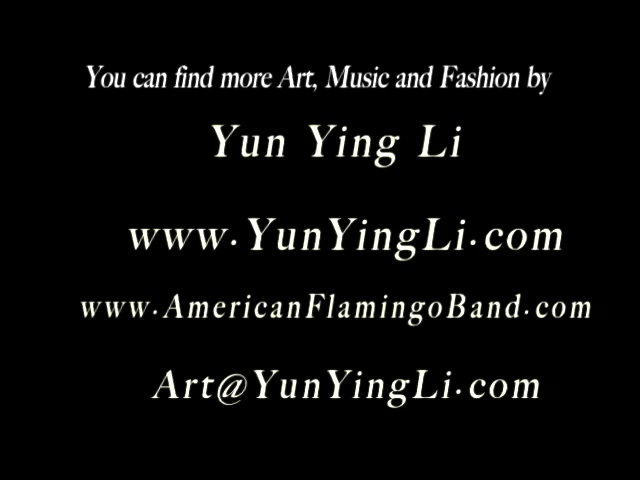 You can find more Art, Music and Fashion by
Yun Ying Li
www.YunYingLi.com
www.AmericanFlamingoBand.com
Art@YunYingLi.com